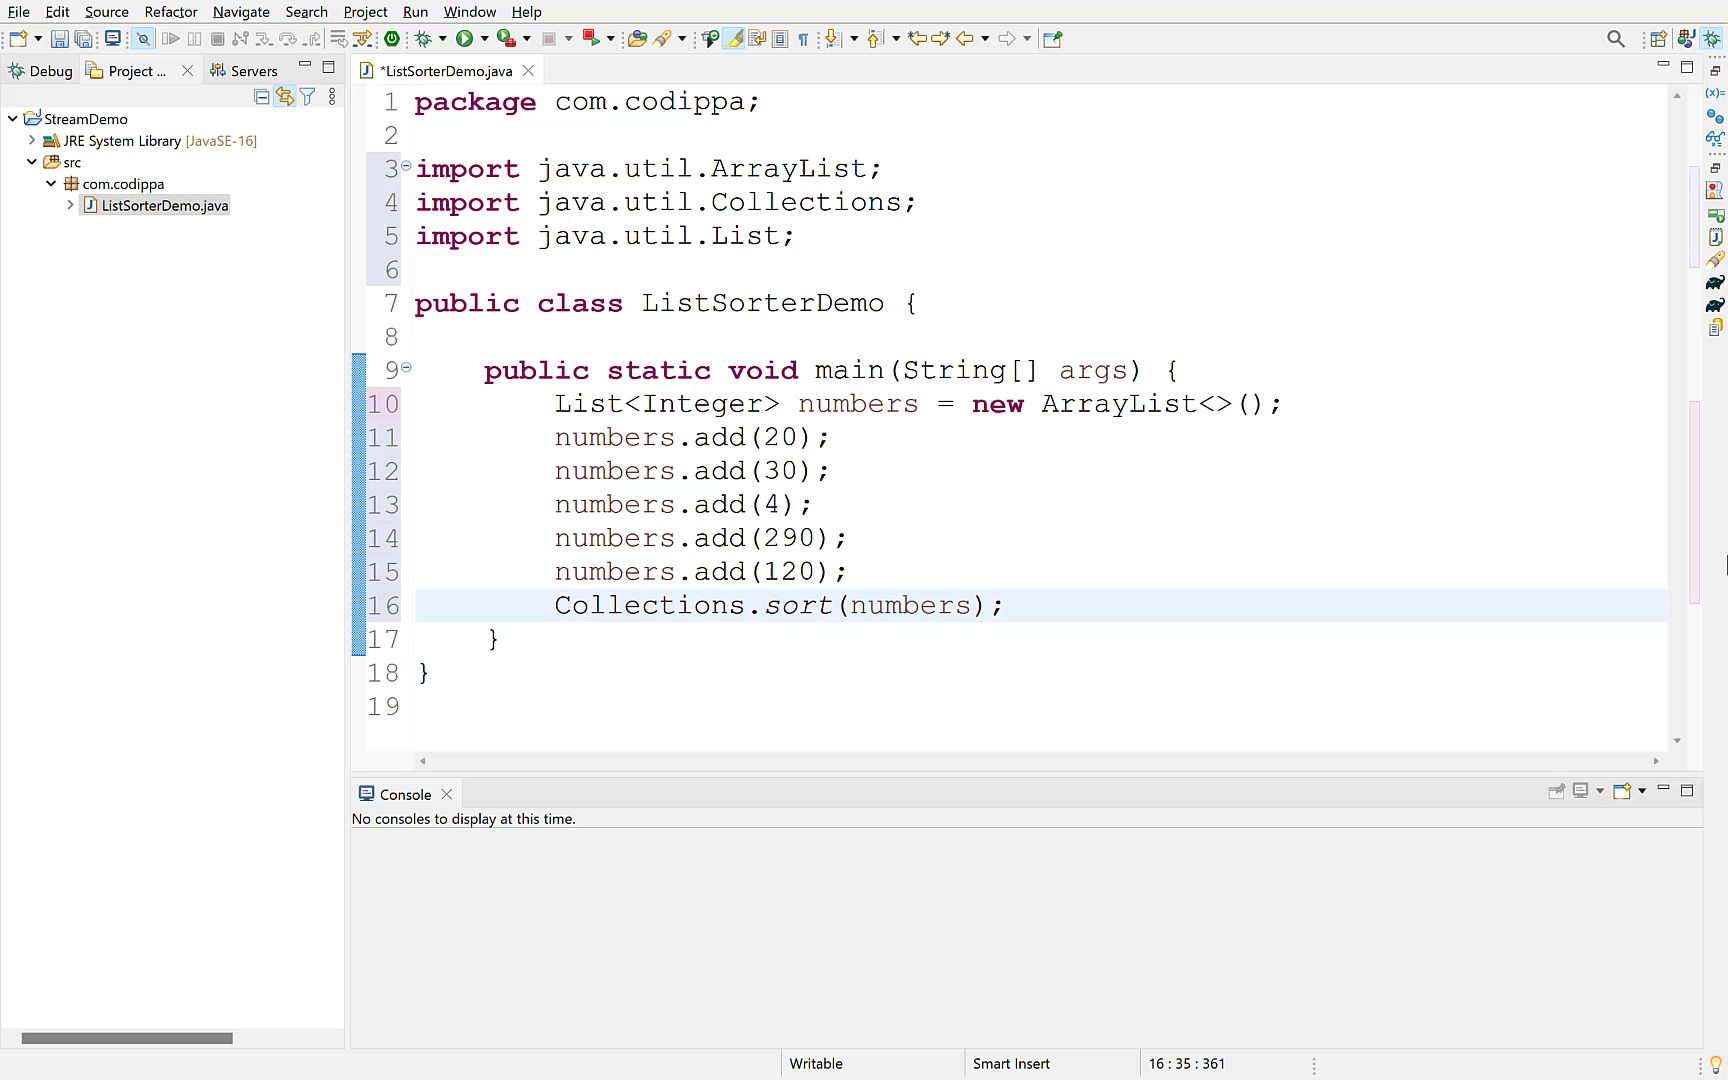 File Edit Source Refactor Navigate Search Project Run Window Help
Debug Project ... Servers
StreamDemo
JRE System Library [JavaSE-16]
src
com.codippa
ListSorterDemo.java
*ListSorterDemo.java
1 package com.codippa;
2
3 import java.util.ArrayList;
4 import java.util.Collections;
5 import java.util.List;
6
7 public class ListSorterDemo {
8
9 public static void main(String[] args) {
10 List<Integer> numbers = new ArrayList<>();
11 numbers.add(20);
12 numbers.add(30);
13 numbers.add(4);
14 numbers.add(290);
15 numbers.add(120);
16 Collections.sort(numbers);
17 }
18 }
19
Console
No consoles to display at this time.
Writable Smart Insert 16 : 35 : 361